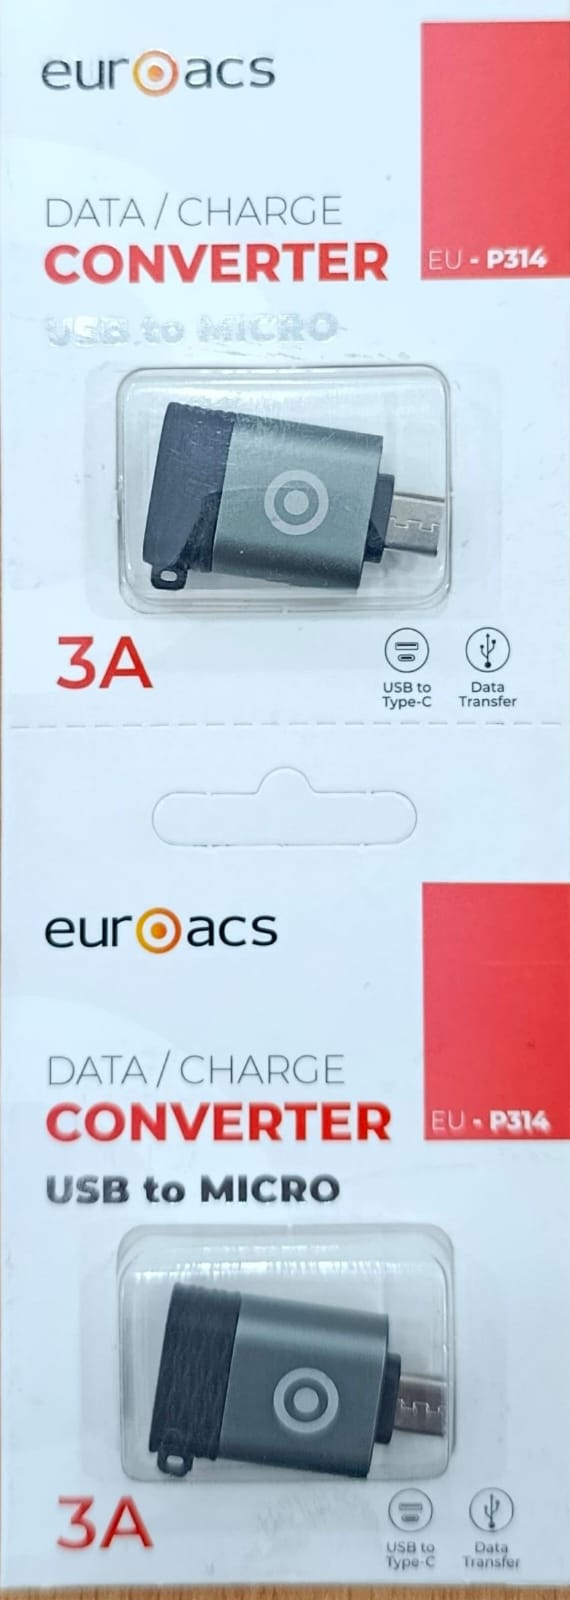 euroacs
DATA / CHARGE
CONVERTER
EU - P314
USB to MICRO
3A
USB to
Type-C
Data
Transfer
euroacs
DATA / CHARGE
CONVERTER
EU - P314
USB to MICRO
3A
USB to
Type-C
Data
Transfer